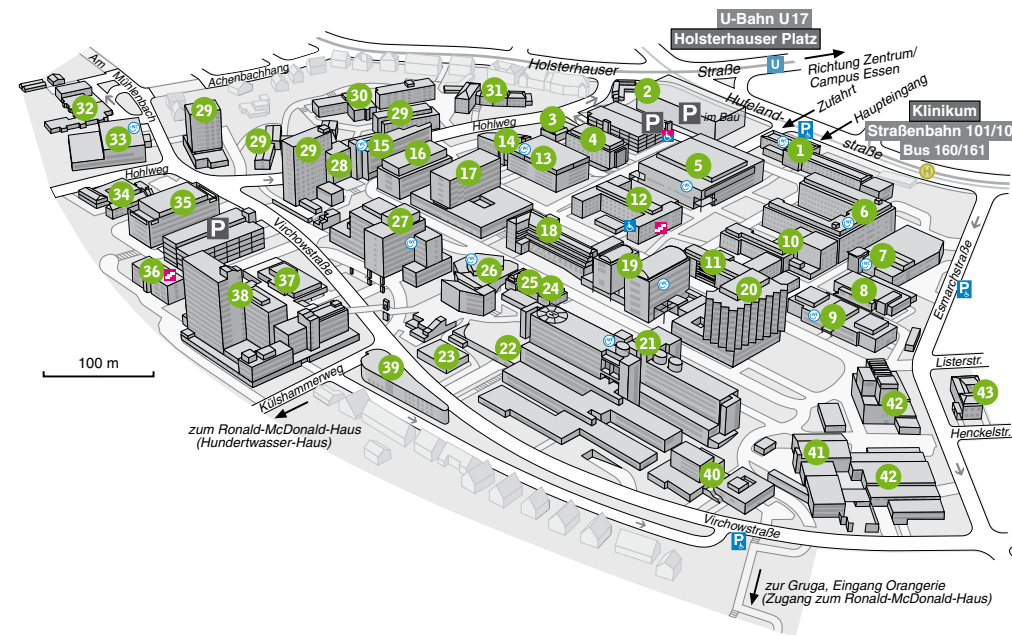 U-Bahn U17
Holsterhauser Platz
U
Richtung Zentrum/
Campus Essen
Zufahrt
Haupteingang
Klinikum
Straßenbahn 101/10
Bus 160/161
H
Holsterhauser
Straße
Hufeland-
straße
Am Mühlenbach
Achenbachhang
Hohlweg
Hohlweg
Virchowstraße
Esmarchstraße
Listerstr.
Henckelstr.
P
P
im Bau
P
P
P
P
1
2
3
4
5
6
7
8
9
10
11
12
13
14
15
16
17
18
19
20
21
22
23
24
25
26
27
28
29
29
29
29
30
31
32
33
34
35
36
37
38
39
40
41
42
42
43
100 m
Külshammerweg
zum Ronald-McDonald-Haus
(Hundertwasser-Haus)
Virchowstraße
zur Gruga, Eingang Orangerie
(Zugang zum Ronald-McDonald-Haus)